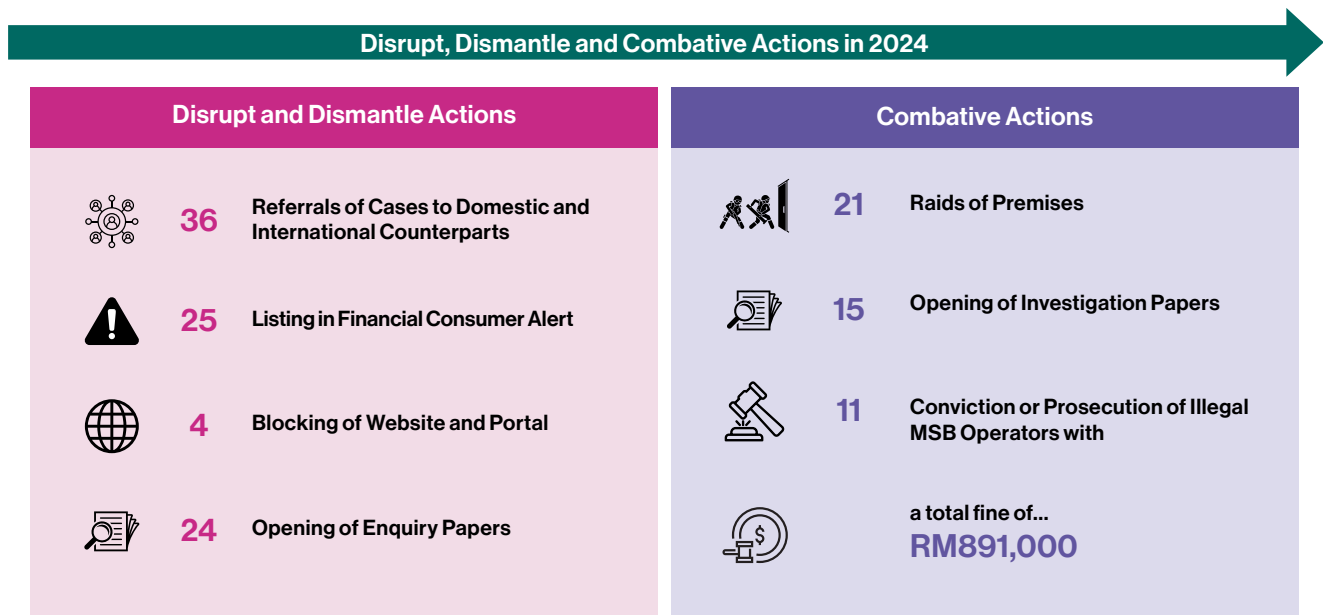 Disrupt, Dismantle and Combative Actions in 2024
Disrupt and Dismantle Actions
36
Referrals of Cases to Domestic and
International Counterparts
25
Listing in Financial Consumer Alert
4
Blocking of Website and Portal
24
Opening of Enquiry Papers
Combative Actions
21
Raids of Premises
15
Opening of Investigation Papers
11
Conviction or Prosecution of Illegal
MSB Operators with
$
a total fine of...
RM891,000